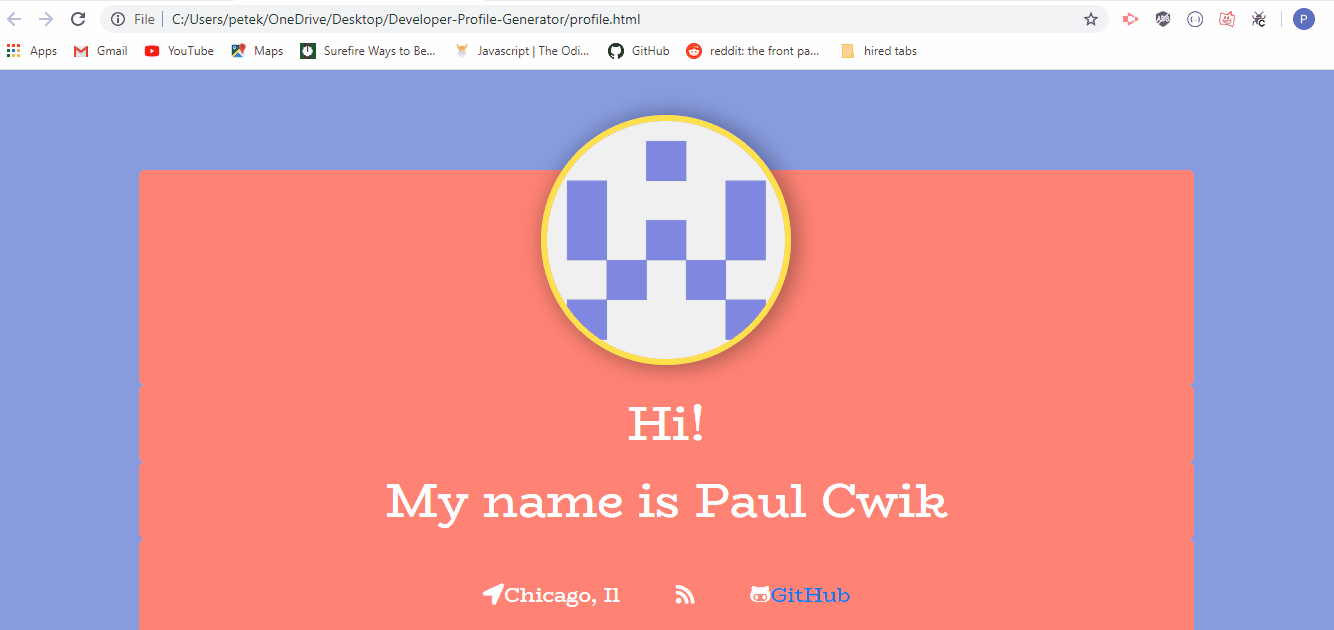 File C:/Users/petek/OneDrive/Desktop/Developer-Profile-Generator/profile.html ABP P
Apps Gmail YouTube Maps Surefire Ways to Be... Javascript | The Odi... GitHub reddit: the front pa... hired tabs
Hi!
My name is Paul Cwik
Chicago, Il GitHub